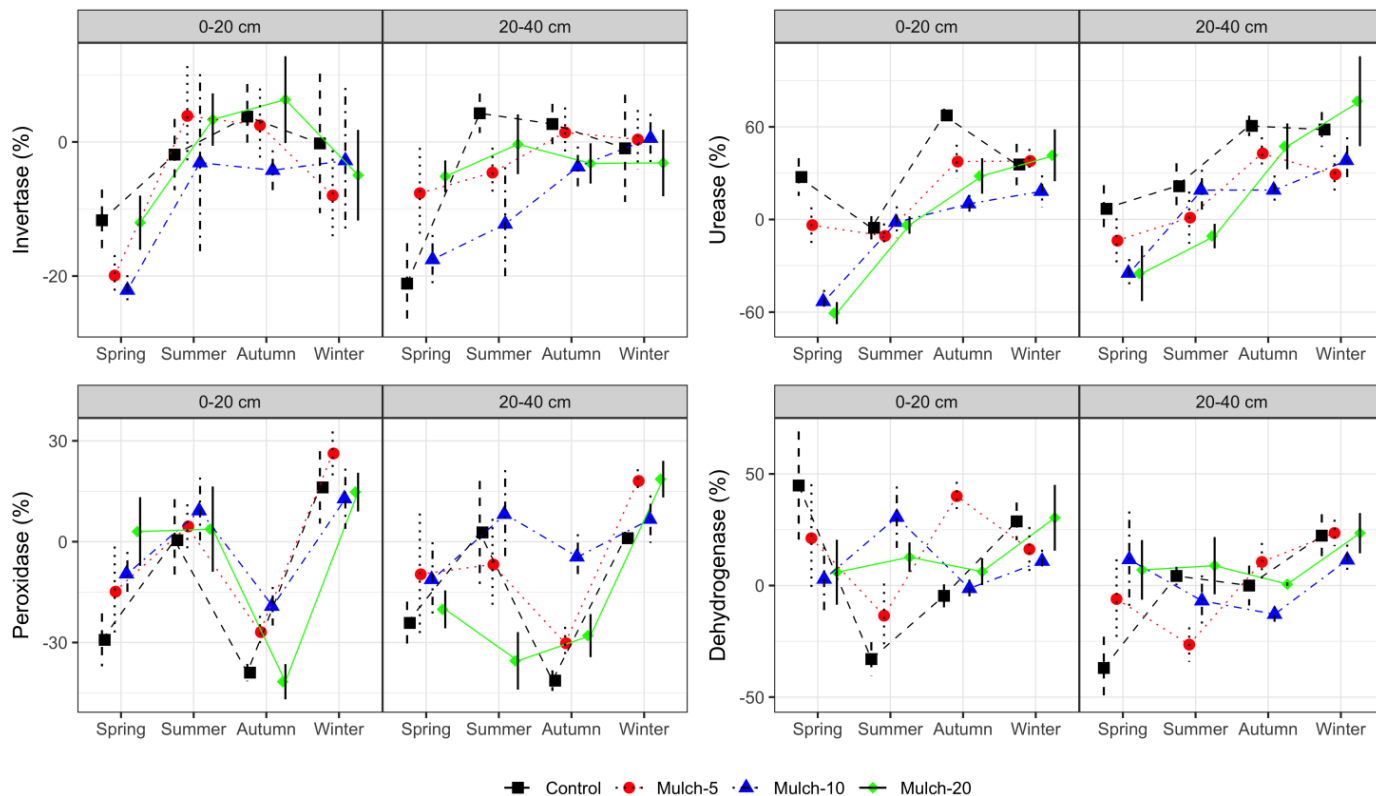 0-20 cm
20-40 cm
0-20 cm
20-40 cm
Invertase (%)
0
-20
Urease (%)
60
0
-60
Spring Summer Autumn Winter
Spring Summer Autumn Winter
Spring Summer Autumn Winter
Spring Summer Autumn Winter
0-20 cm
20-40 cm
0-20 cm
20-40 cm
Peroxidase (%)
30
0
-30
Dehydrogenase (%)
50
0
-50
Spring Summer Autumn Winter
Spring Summer Autumn Winter
Spring Summer Autumn Winter
Spring Summer Autumn Winter
Control Mulch-5 Mulch-10 Mulch-20